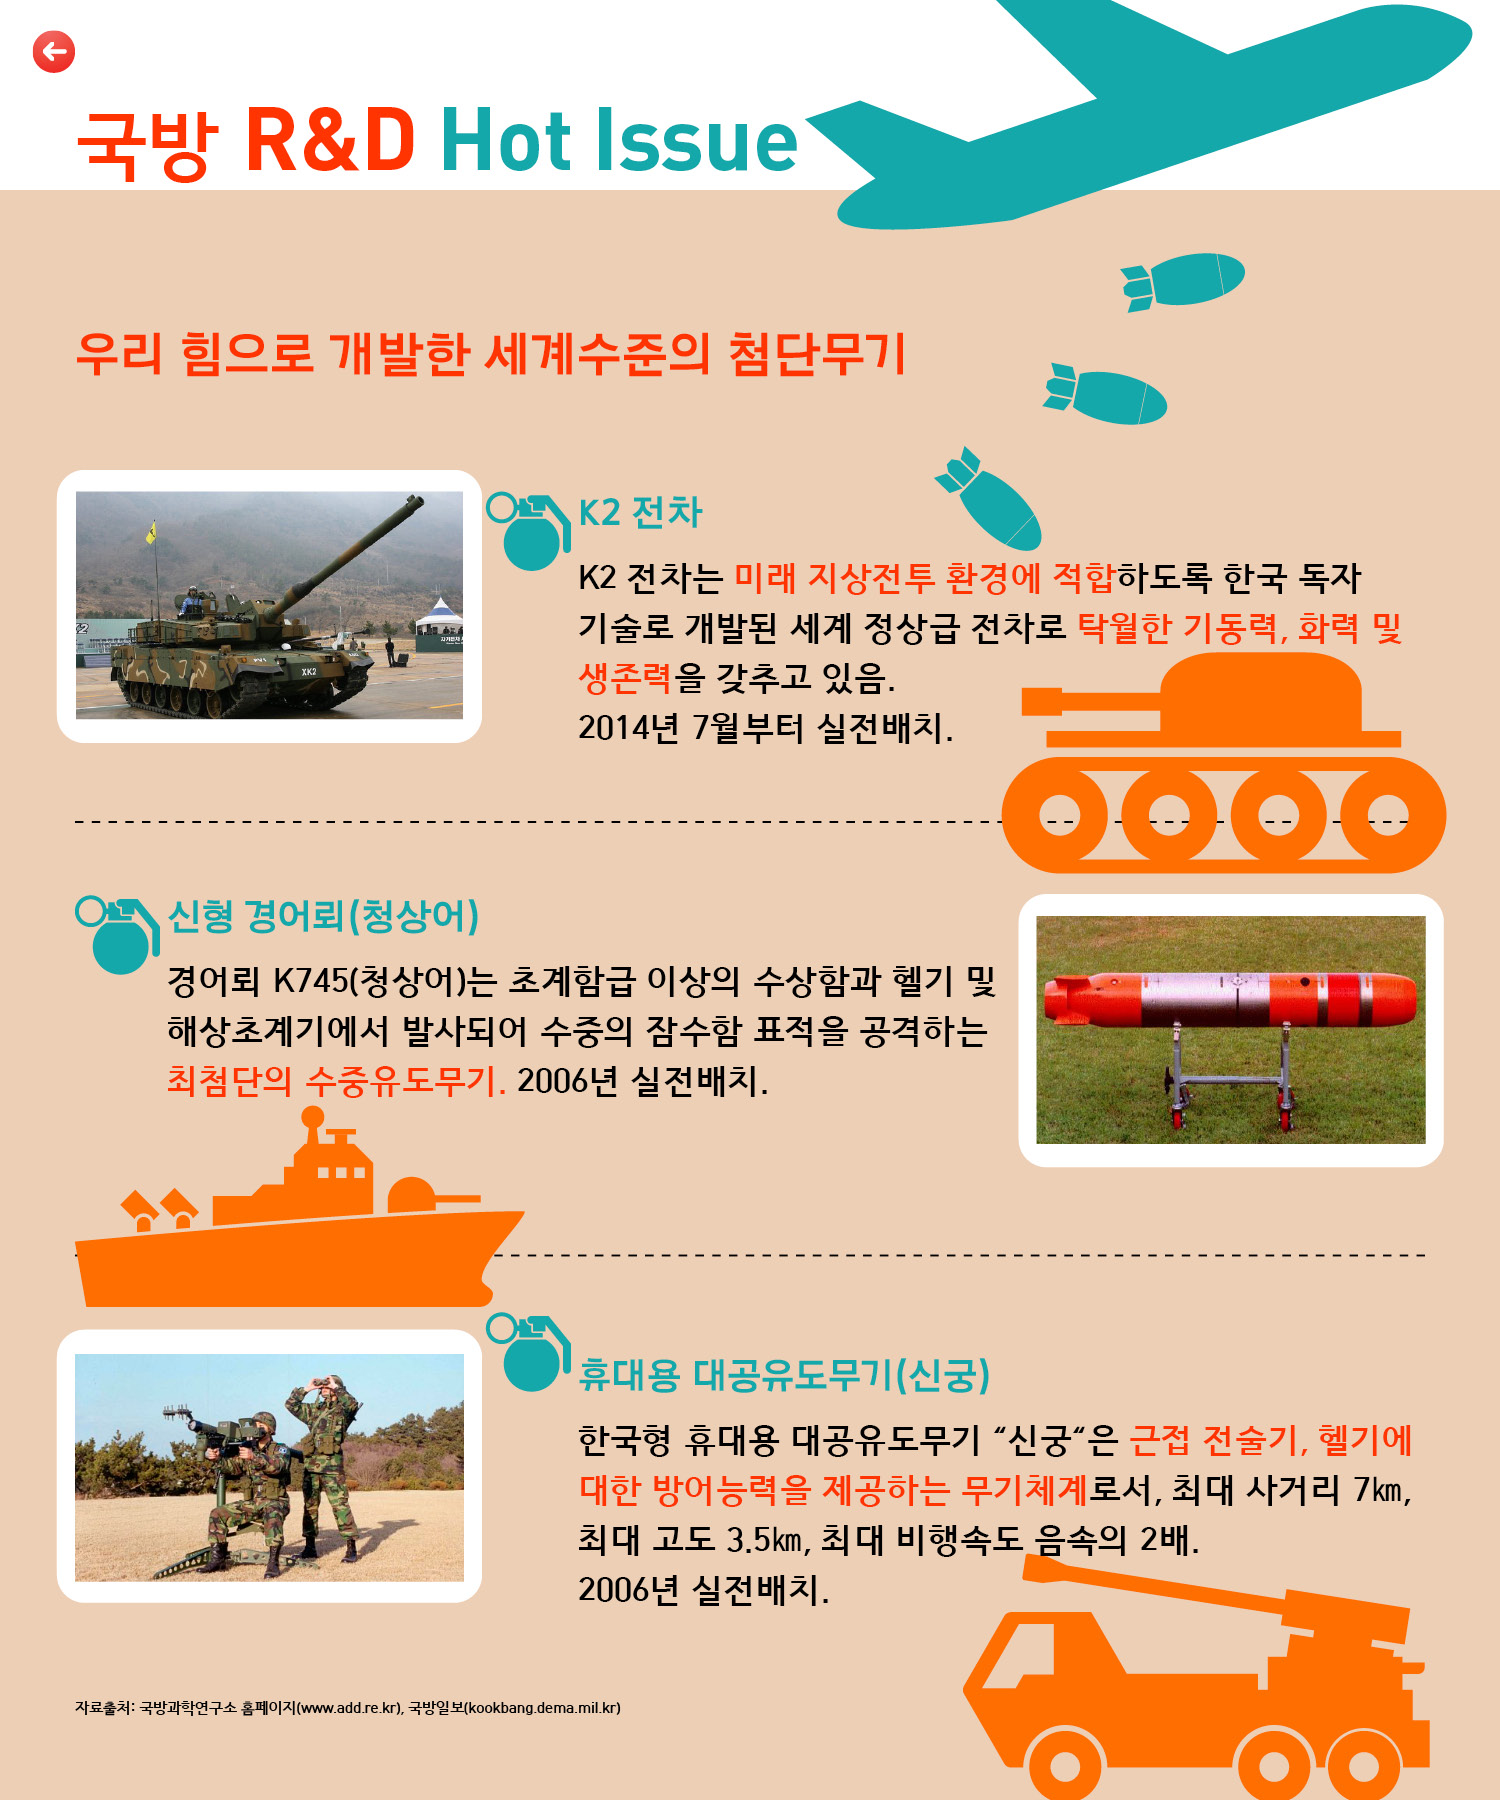 국방 R&D Hot Issue
우리 힘으로 개발한 세계수준의 첨단무기
K2 전차
K2 전차는 미래 지상전투 환경에 적합하도록 한국 독자
기술로 개발된 세계 정상급 전차로 탁월한 기동력, 화력 및
생존력을 갖추고 있음.
2014년 7월부터 실전배치.
XK2
신형 경어뢰(청상어)
경어뢰 K745(청상어)는 초계함급 이상의 수상함과 헬기 및
해상초계기에서 발사되어 수중의 잠수함 표적을 공격하는
최첨단의 수중유도무기. 2006년 실전배치.
휴대용 대공유도무기(신궁)
한국형 휴대용 대공유도무기 “신궁“은 근접 전술기, 헬기에
대한 방어능력을 제공하는 무기체계로서, 최대 사거리 7㎞,
최대 고도 3.5㎞, 최대 비행속도 음속의 2배.
2006년 실전배치.
자료출처: 국방과학연구소 홈페이지(www.add.re.kr), 국방일보(kookbang.dema.mil.kr)